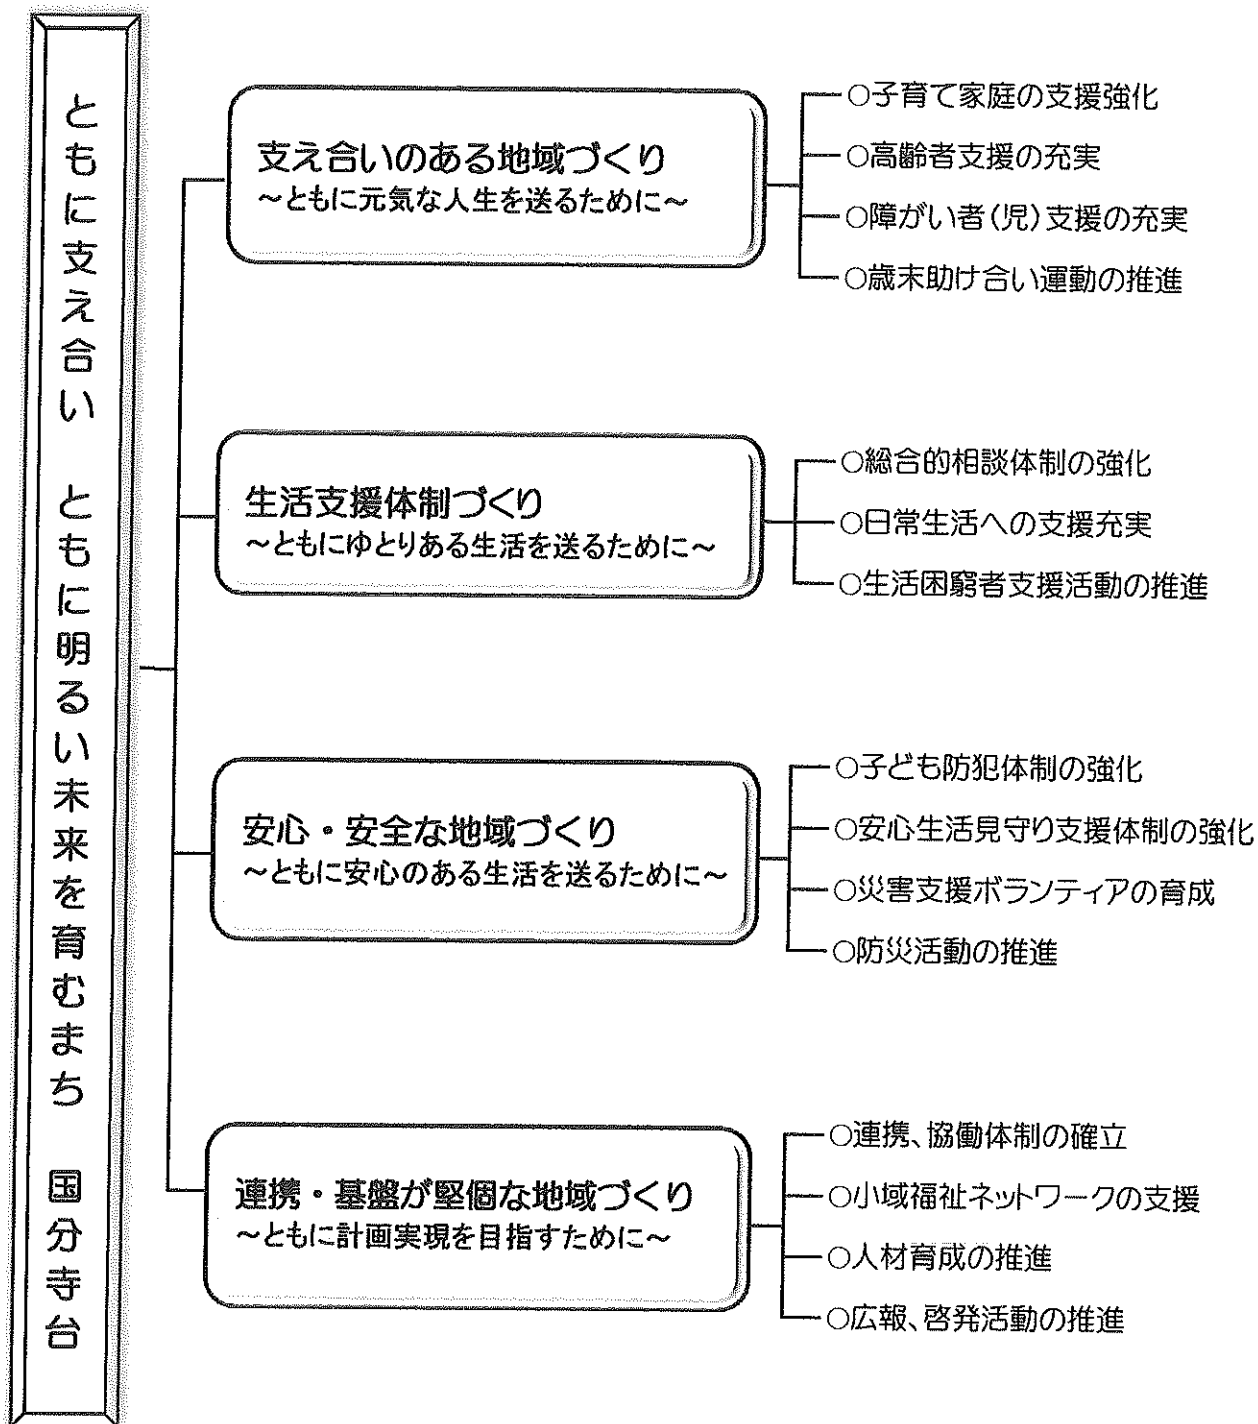 ともに支え合い　ともに明るい未来を育むまち　国分寺台
支え合いのある地域づくり
～ともに元気な人生を送るために～
○子育て家庭の支援強化
○高齢者支援の充実
○障がい者(児)支援の充実
○歳末助け合い運動の推進
生活支援体制づくり
～ともにゆとりある生活を送るために～
○総合的相談体制の強化
○日常生活への支援充実
○生活困窮者支援活動の推進
安心・安全な地域づくり
～ともに安心のある生活を送るために～
○子ども防犯体制の強化
○安心生活見守り支援体制の強化
○災害支援ボランティアの育成
○防災活動の推進
連携・基盤が堅個な地域づくり
～ともに計画実現を目指すために～
○連携、協働体制の確立
○小域福祉ネットワークの支援
○人材育成の推進
○広報、啓発活動の推進